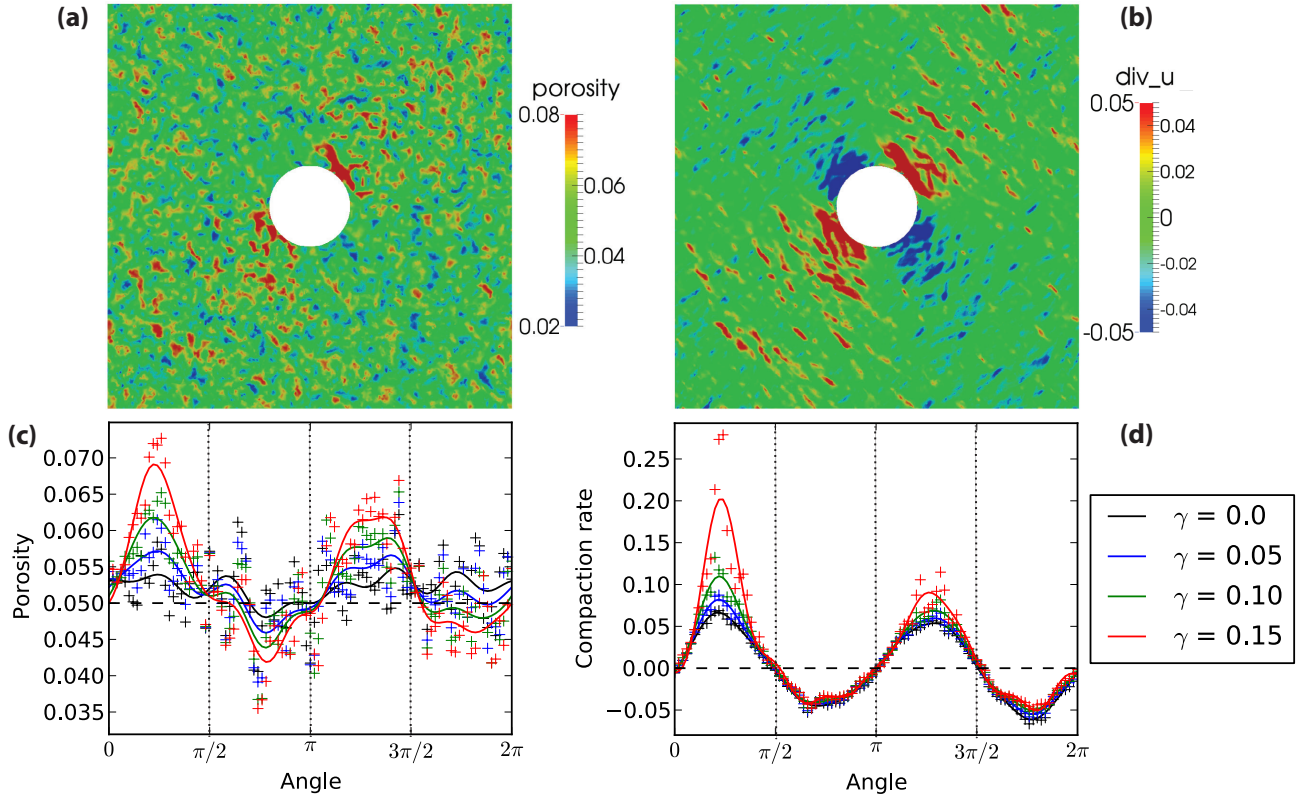 (a)
porosity
0.08
0.06
0.04
0.02
(b)
div_u
0.05
0.04
0.02
0
-0.02
-0.04
-0.05
(c)
Porosity
0.070
0.065
0.060
0.055
0.050
0.045
0.040
0.035
0
π/2
π
3π/2
2π
Angle
(d)
Compaction rate
0.25
0.20
0.15
0.10
0.05
0.00
−0.05
0
π/2
π
3π/2
2π
Angle
γ = 0.0
γ = 0.05
γ = 0.10
γ = 0.15